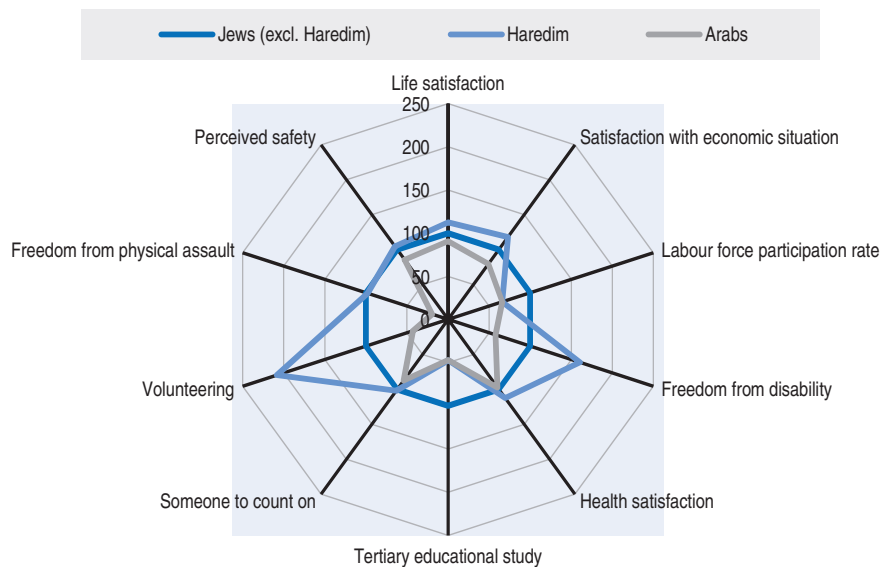 Jews (excl. Haredim) Haredim Arabs
Life satisfaction
250
Perceived safety Satisfaction with economic situation
200
150
Freedom from physical assault 100 Labour force participation rate
50
0
Volunteering Freedom from disability
Someone to count on Health satisfaction
Tertiary educational study